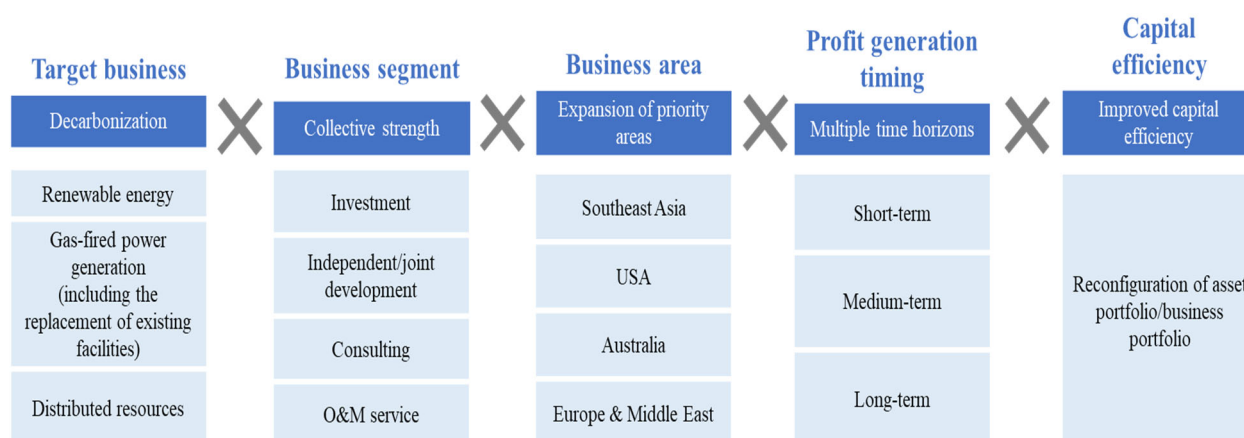 Target business
Decarbonization
Renewable energy
Gas-fired power
generation
(including the
replacement of existing
facilities)
Distributed resources
Business segment
Collective strength
Investment
Independent/joint
development
Consulting
O&M service
Business area
Expansion of priority
areas
Southeast Asia
USA
Australia
Europe & Middle East
Profit generation
timing
Multiple time horizons
Short-term
Medium-term
Long-term
Capital
efficiency
Improved capital
efficiency
Reconfiguration of asset
portfolio/business
portfolio